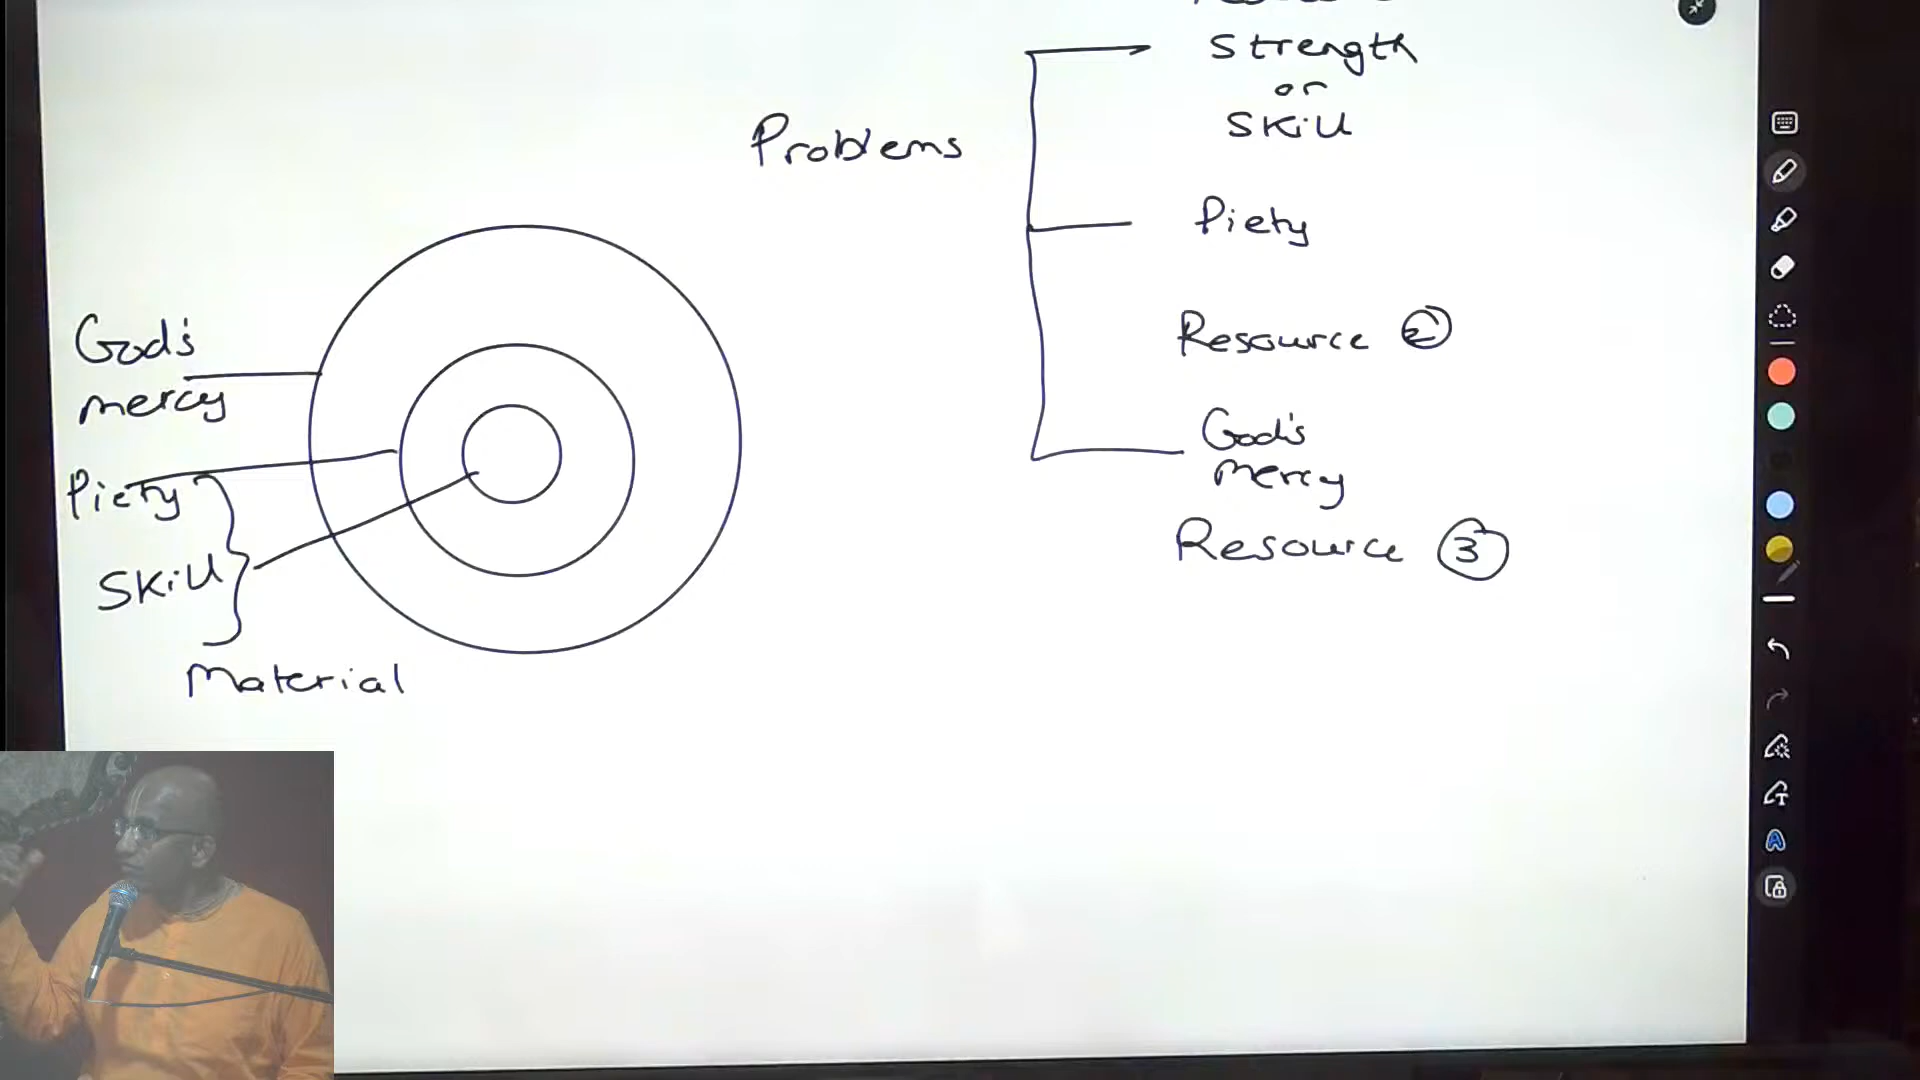 Strength
or
Skill
Problems
Piety
God's
mercy
Resource 2
God's
mercy
Piety
Resource 3
Skill
Material